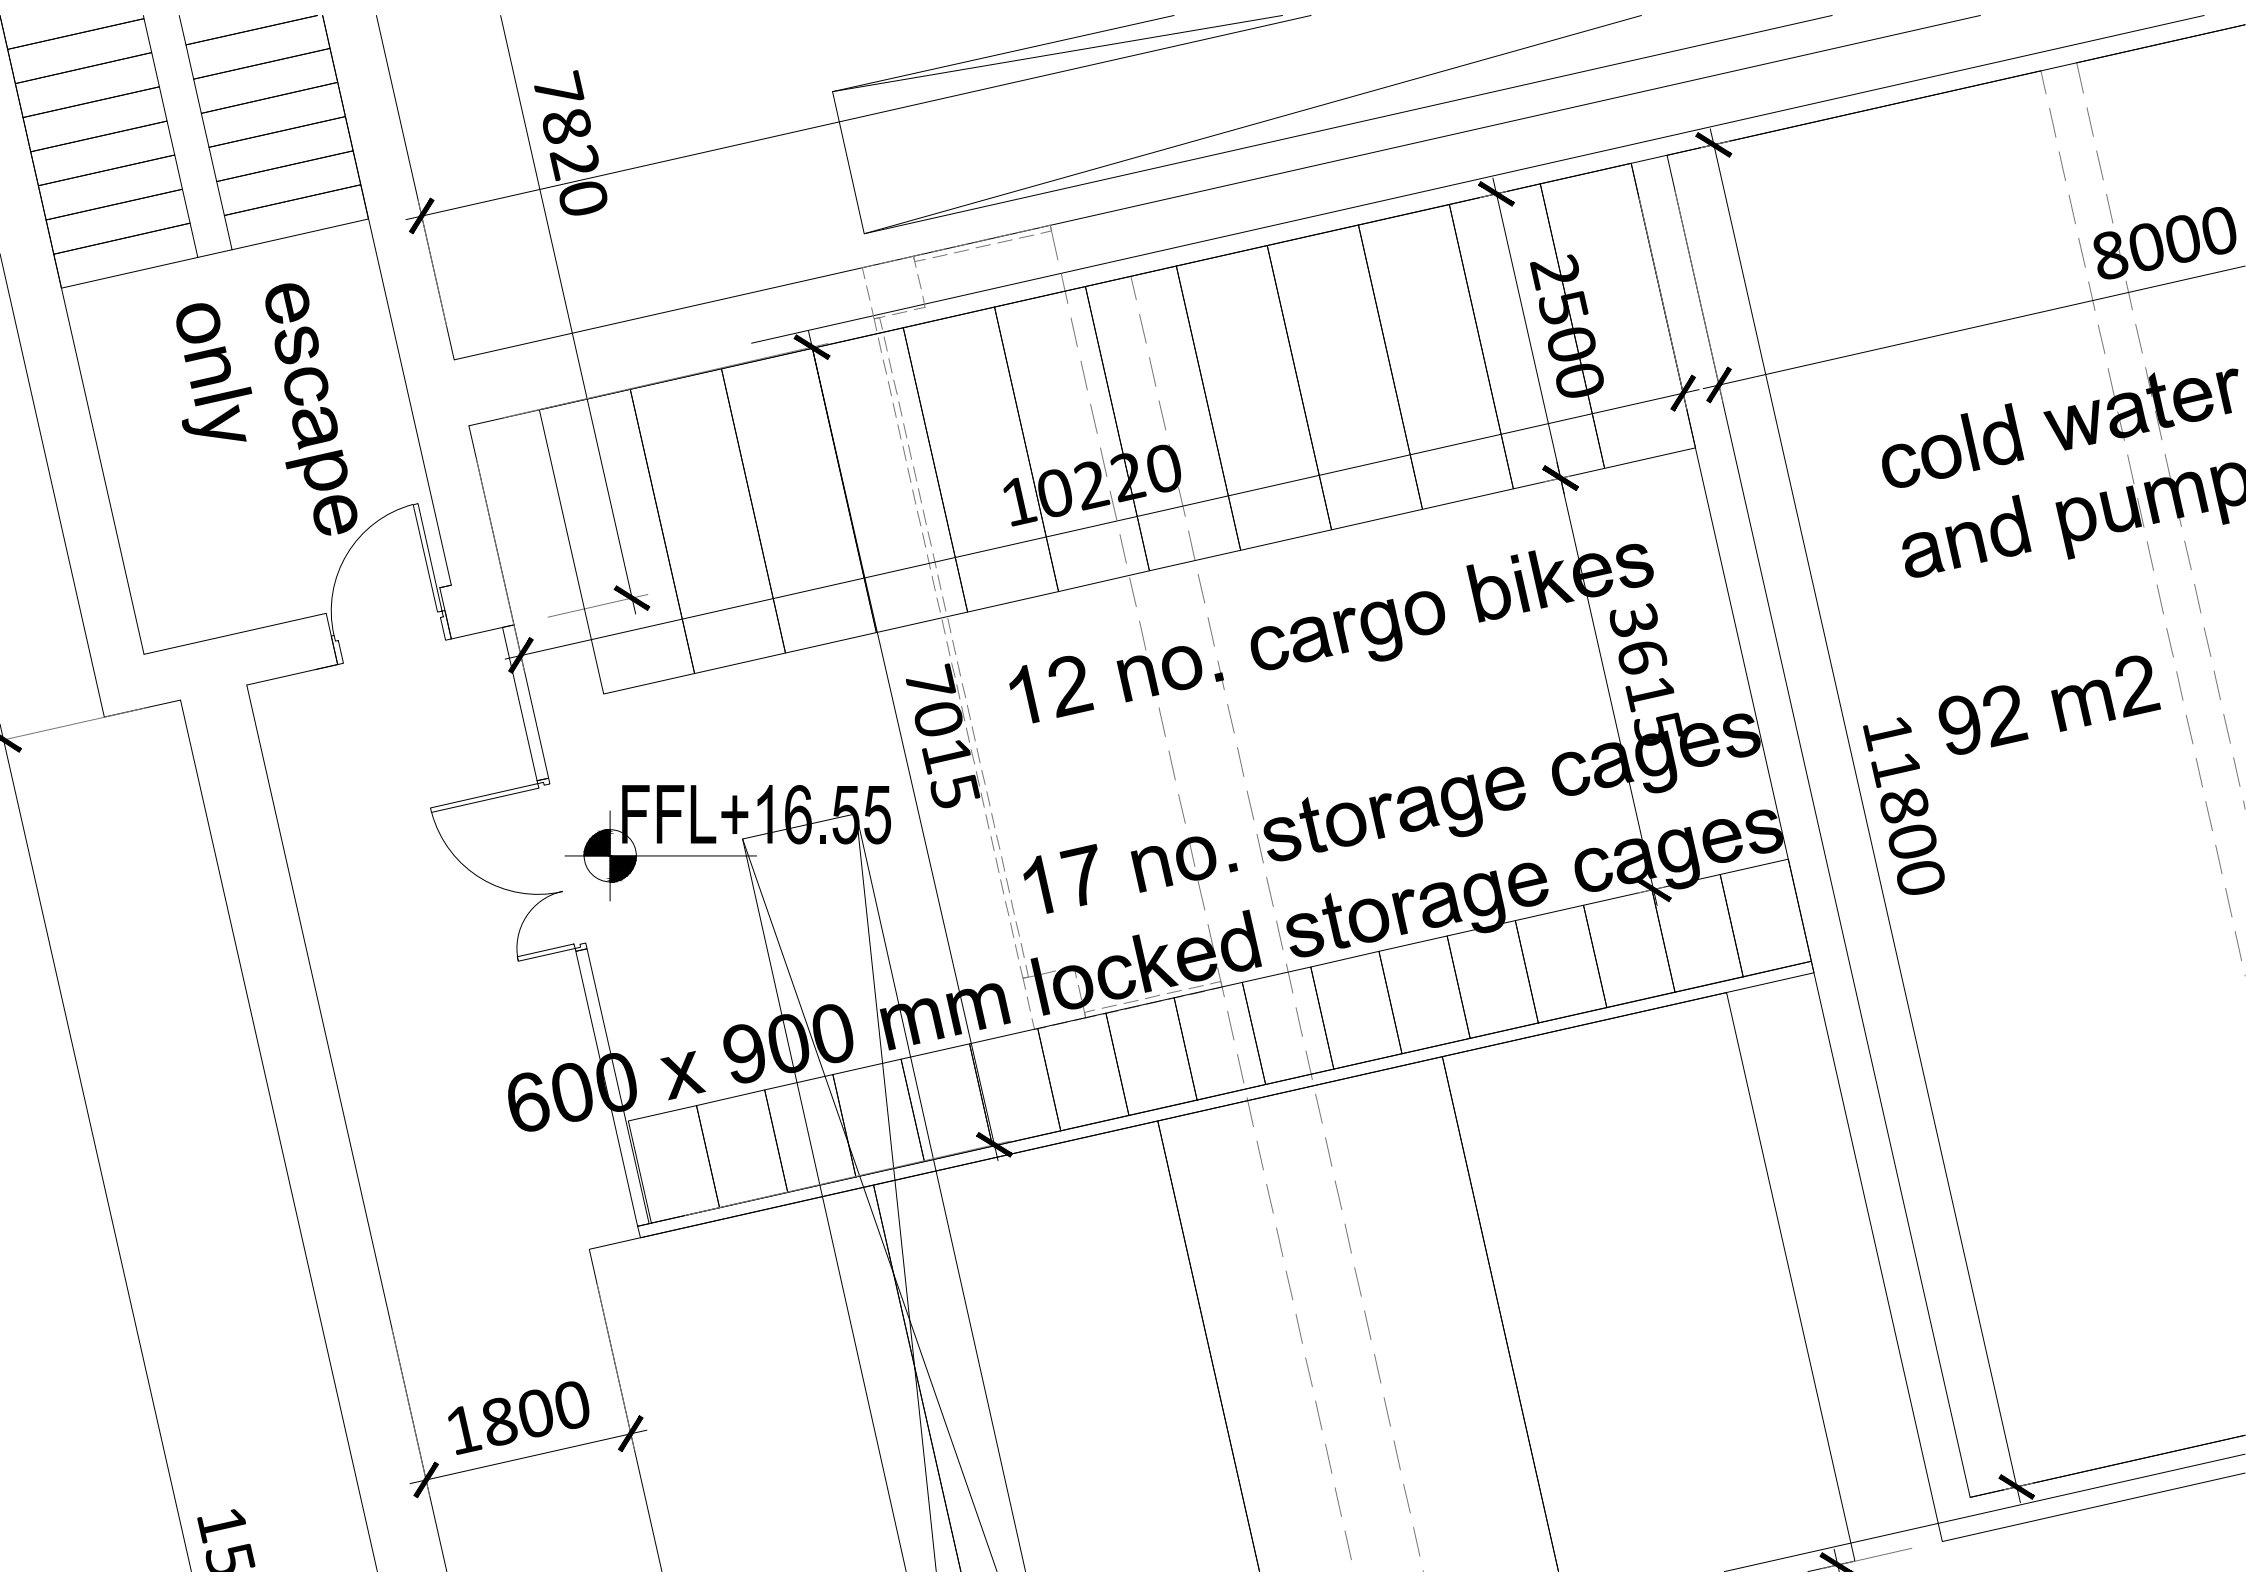 7820
8000
2500
escape
only
10220
cold water
and pump
12 no. cargo bikes
3615
7015
92 m2
17 no. storage cages
FFL+16.55
11800
600 x 900 mm locked storage cages
1800
15